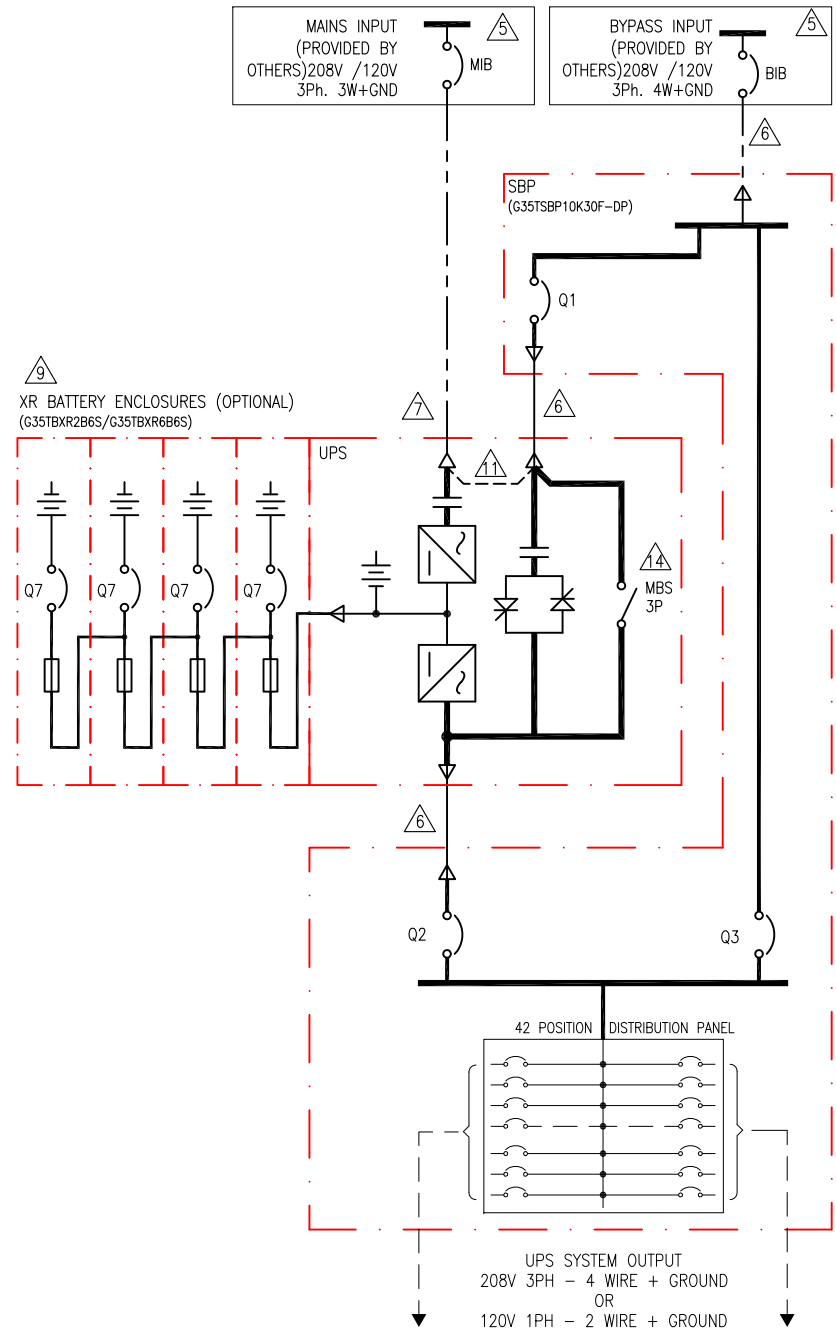 MAINS INPUT
(PROVIDED BY
OTHERS)208V /120V
3Ph. 3W+GND
5
MIB
BYPASS INPUT
(PROVIDED BY
OTHERS)208V /120V
3Ph. 4W+GND
5
BIB
6
SBP
(G35TSBP10K30F-DP)
Q1
9
XR BATTERY ENCLOSURES (OPTIONAL)
(G35TBXR2B6S/G35TBXR6B6S)
7
6
UPS
11
Q7
Q7
Q7
Q7
14
MBS
3P
6
Q2
Q3
42 POSITION DISTRIBUTION PANEL
UPS SYSTEM OUTPUT
208V 3PH - 4 WIRE + GROUND
OR
120V 1PH - 2 WIRE + GROUND